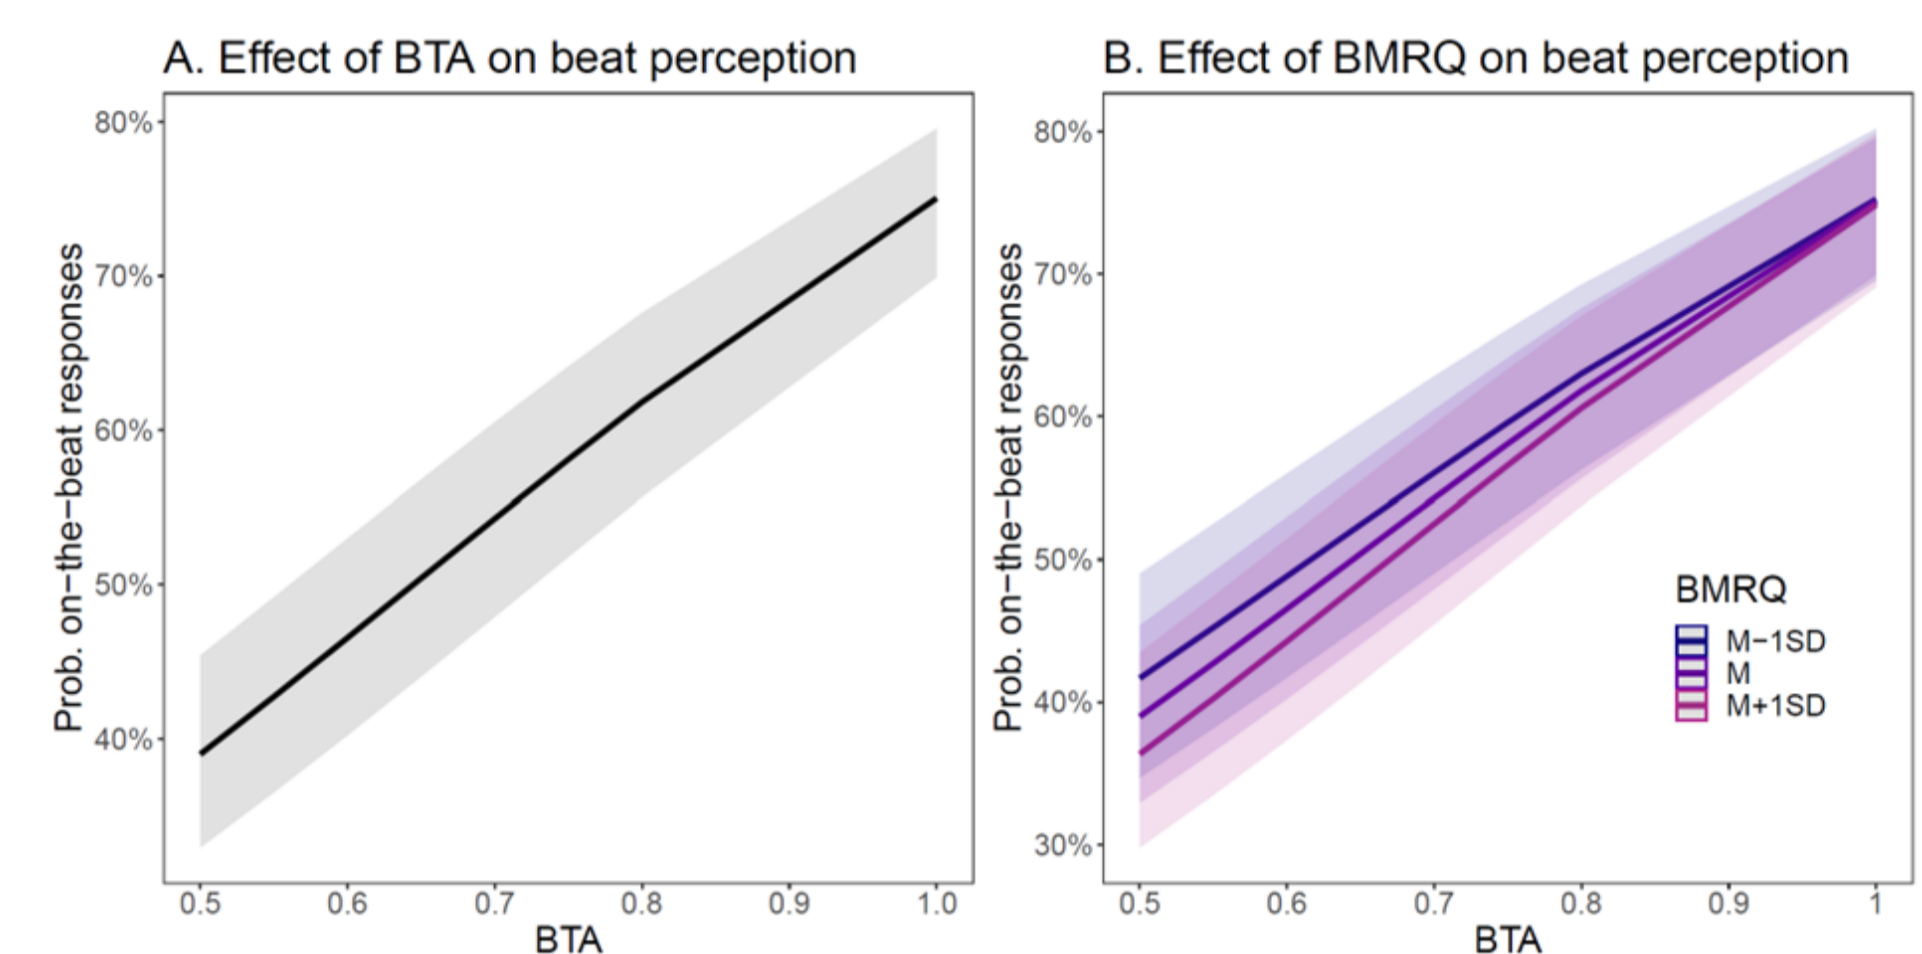 A. Effect of BTA on beat perception
Prob. on−the−beat responses
80%
70%
60%
50%
40%
0.5 0.6 0.7 0.8 0.9 1.0
BTA
B. Effect of BMRQ on beat perception
Prob. on−the−beat responses
80%
70%
60%
50%
40%
30%
BMRQ
M−1SD
M
M+1SD
0.5 0.6 0.7 0.8 0.9 1
BTA